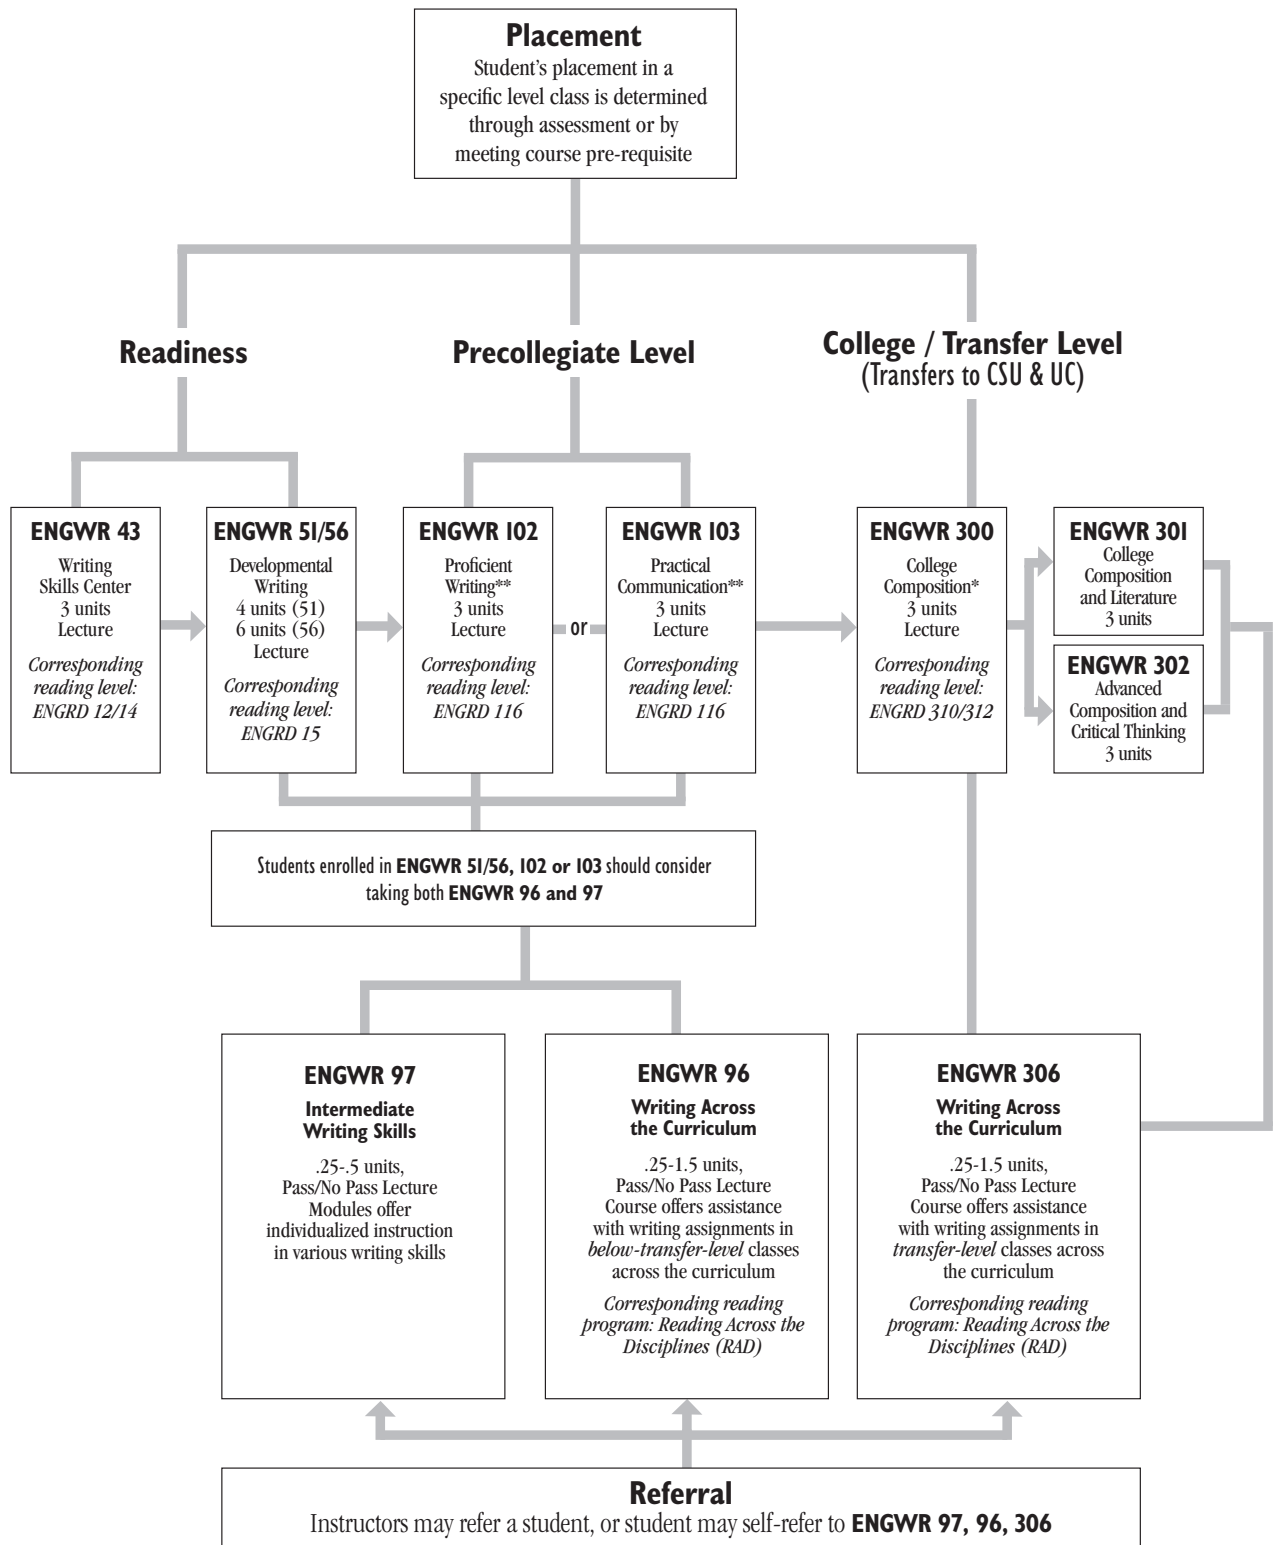 Placement
Student’s placement in a
specific level class is determined
through assessment or by
meeting course pre-requisite
Readiness
Precollegiate Level
College / Transfer Level
(Transfers to CSU & UC)
ENGWR 43
Writing
Skills Center
3 units
Lecture
Corresponding
reading level:
ENGRD 12/14
ENGWR 51/56
Developmental
Writing
4 units (51)
6 units (56)
Lecture
Corresponding
reading level:
ENGRD 15
ENGWR 102
Proficient
Writing**
3 units
Lecture
Corresponding
reading level:
ENGRD 116
or
ENGWR 103
Practical
Communication**
3 units
Lecture
Corresponding
reading level:
ENGRD 116
ENGWR 300
College
Composition*
3 units
Lecture
Corresponding
reading level:
ENGRD 310/312
ENGWR 301
College
Composition
and Literature
3 units
ENGWR 302
Advanced
Composition and
Critical Thinking
3 units
Students enrolled in ENGWR 51/56, 102 or 103 should consider
taking both ENGWR 96 and 97
ENGWR 97
Intermediate
Writing Skills
.25-.5 units,
Pass/No Pass Lecture
Modules offer
individualized instruction
in various writing skills
ENGWR 96
Writing Across
the Curriculum
.25-1.5 units,
Pass/No Pass Lecture
Course offers assistance
with writing assignments in
below-transfer-level classes
across the curriculum
Corresponding reading
program: Reading Across the
Disciplines (RAD)
ENGWR 306
Writing Across
the Curriculum
.25-1.5 units,
Pass/No Pass Lecture
Course offers assistance
with writing assignments in
transfer-level classes across
the curriculum
Corresponding reading
program: Reading Across the
Disciplines (RAD)
Referral
Instructors may refer a student, or student may self-refer to ENGWR 97, 96, 306